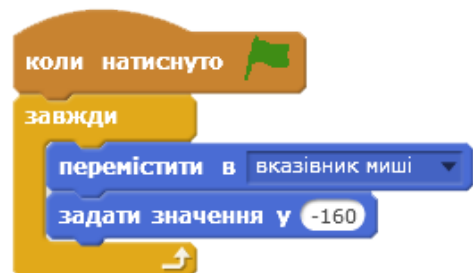 коли натиснуто
завжди
перемістити в вказівник миші
задати значення y -160